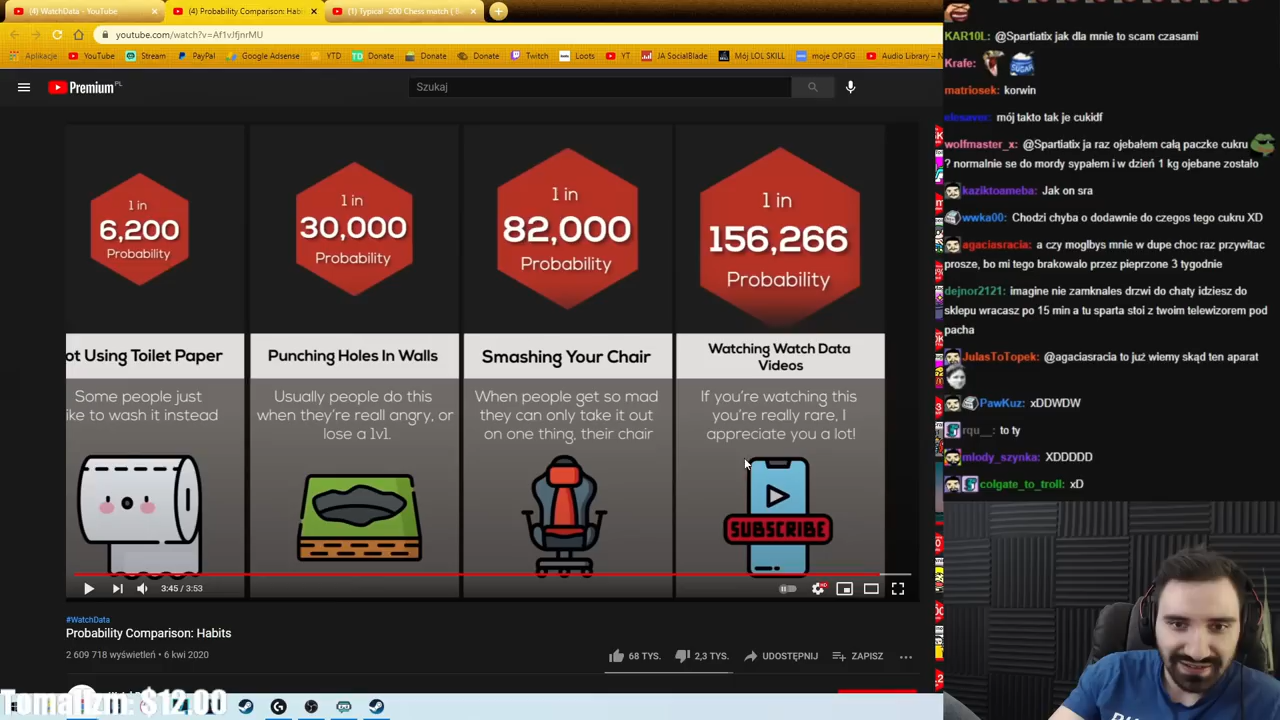 (4) WatchData - YouTube
(4) Probability Comparison: Hab
(1) Typical -200 Chess match (
youtube.com/watch?v=Af1vJfjnrMU
Aplikacje
YouTube
Stream
PayPal
Google Adsense
YTD
Donate
Donate
Twitch
Loots
YT
JA SocialBlade
Mój LOL SKILL
moje OP.GG
Audio Library
Premium PL
Szukaj
1 in
6,200
Probability
1 in
30,000
Probability
1 in
82,000
Probability
1 in
156,266
Probability
ot Using Toilet Paper
Punching Holes In Walls
Smashing Your Chair
Watching Watch Data
Videos
Some people just
ike to wash it instead
Usually people do this
when they're reall angry, or
lose a 1v1.
When people get so mad
they can only take it out
on one thing, their chair
If you're watching this
you're really rare, I
appreciate you a lot!
SUBSCRIBE
3:45 / 3:53
#WatchData
Probability Comparison: Habits
2 609 718 wyświetleń • 6 kwi 2020
68 TYS.
2,3 TYS.
UDOSTĘPNIJ
ZAPISZ
$12.00
KAR10L: @Spartiatix jak dla mnie to scam czasami
Krafe:
SUGAR
matriosek: korwin
elesaver: mój takto tak je cukidf
wolfmaster_x: @Spartiatix ja raz ojebałem całą paczke cukru
? normalnie se do mordy sypałem i w dzień 1 kg ojebane zostało
kaziktoameba: Jak on sra
wwka00: Chodzi chyba o dodawnie do czegos tego cukru XD
agaciasracia: a czy moglbys mnie w dupe choc raz przywitac
prosze, bo mi tego brakowalo przez pieprzone 3 tygodnie
dejnor2121: imagine nie zamknales drzwi do chaty idziesz do
sklepu wracasz po 15 min a tu sparta stoi z twoim telewizorem pod
pacha
JulasToTopek: @agaciasracia to już wiemy skąd ten aparat
PawKuz: xDDWDW
rqu__: to ty
mlody_szynka: XDDDDD
colgate_to_troll: xD